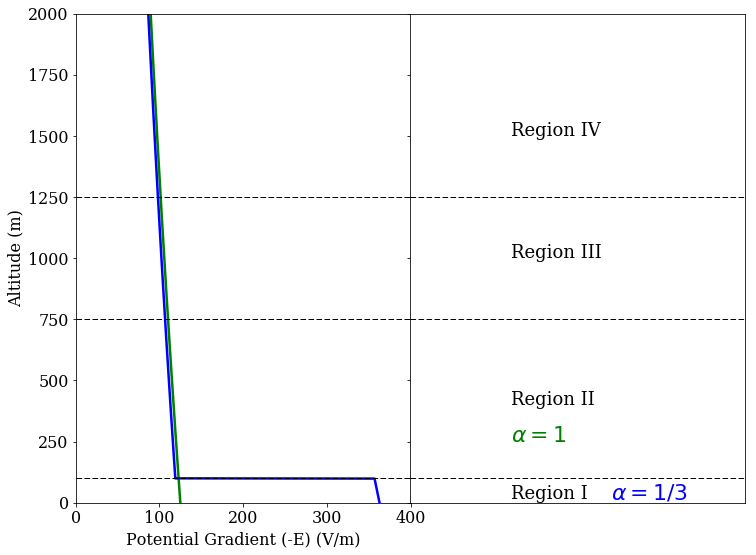 2000
1750
1500
Region IV
1250
1000
Region III
750
500
Region II
250
α = 1
0
Region I
α = 1/3
0 100 200 300 400
Potential Gradient (-E) (V/m)
Altitude (m)